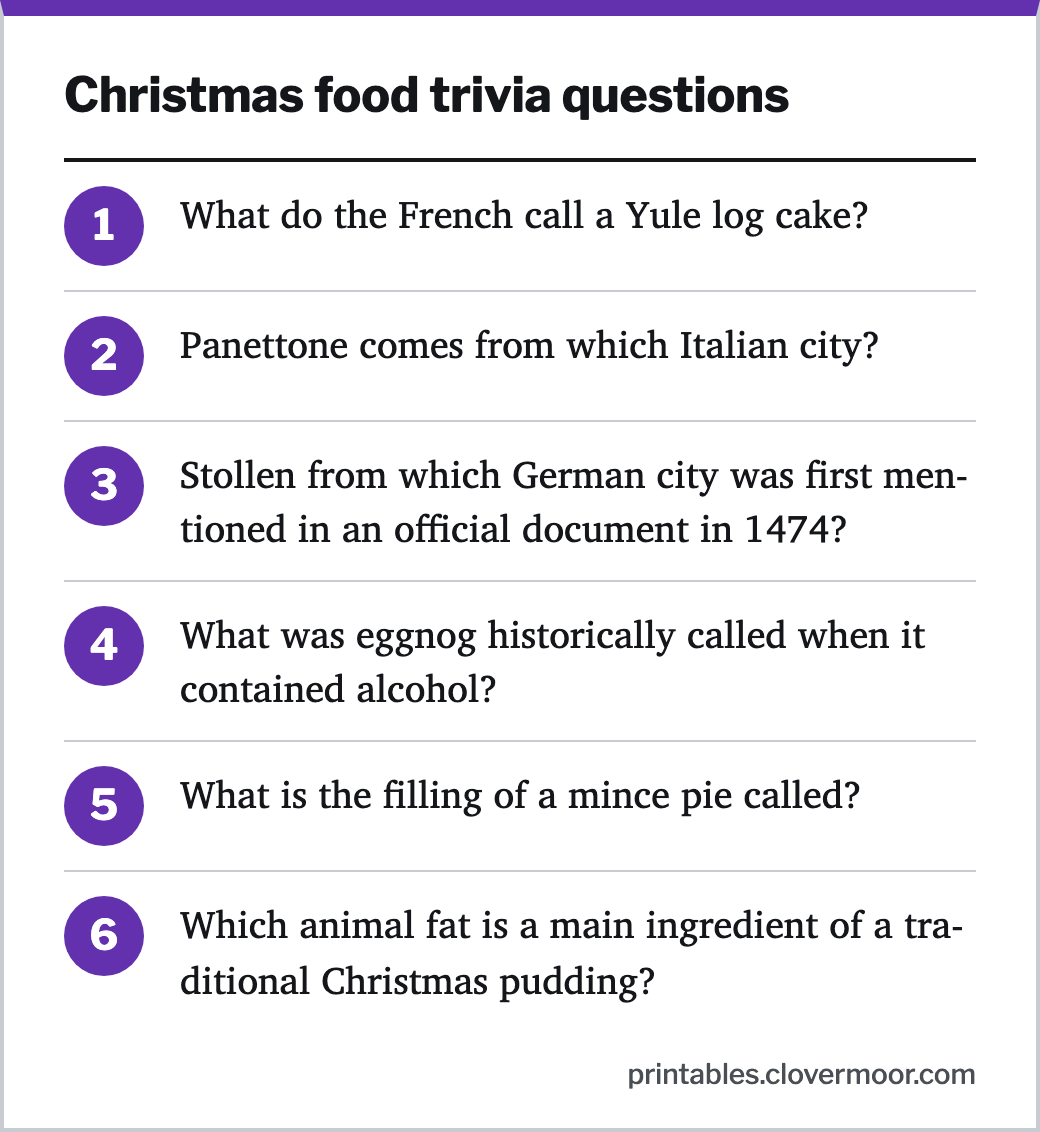 Christmas food trivia questions
1 What do the French call a Yule log cake?
2 Panettone comes from which Italian city?
3 Stollen from which German city was first men-
tioned in an official document in 1474?
4 What was eggnog historically called when it
contained alcohol?
5 What is the filling of a mince pie called?
6 Which animal fat is a main ingredient of a tra-
ditional Christmas pudding?
printables.clovermoor.com